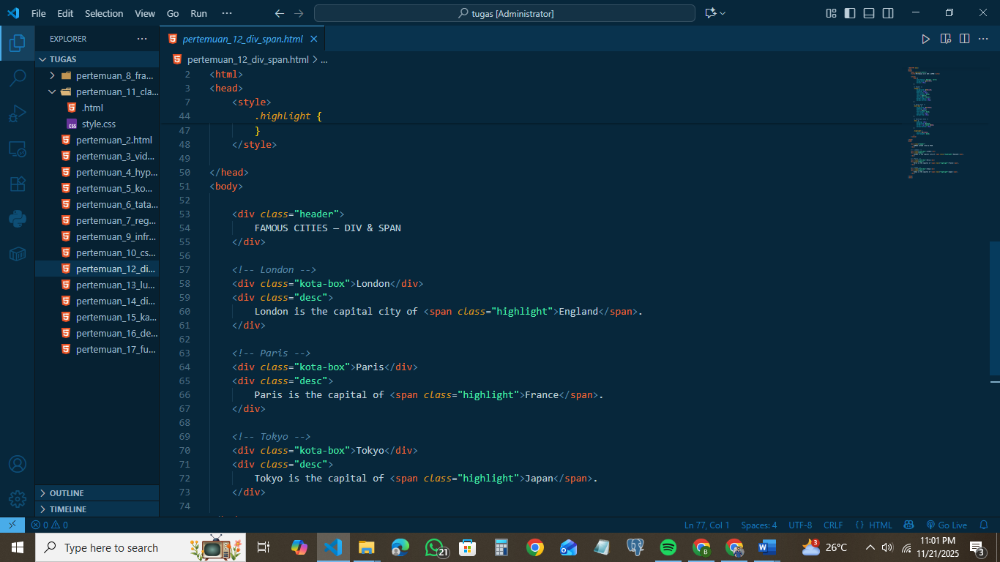 File Edit Selection View Go Run ···
tugas [Administrator]
EXPLORER ···
TUGAS
pertemuan_8_fra...
pertemuan_11_cla...
.html
style.css
pertemuan_2.html
pertemuan_3_vid...
pertemuan_4_hyp...
pertemuan_5_ko...
pertemuan_6_tata...
pertemuan_7_reg...
pertemuan_9_infr...
pertemuan_10_cs...
pertemuan_12_di...
pertemuan_13_lu...
pertemuan_14_di...
pertemuan_15_ka...
pertemuan_16_de...
pertemuan_17_fu...
OUTLINE
TIMELINE
pertemuan_12_div_span.html
pertemuan_12_div_span.html > ...
2 <html>
3 <head>
7 <style>
44 .highlight {
47 }
48 </style>
49
50 </head>
51 <body>
52
53 <div class="header">
54 FAMOUS CITIES — DIV & SPAN
55 </div>
56
57 <!-- London -->
58 <div class="kota-box">London</div>
59 <div class="desc">
60 London is the capital city of <span class="highlight">England</span>.
61 </div>
62
63 <!-- Paris -->
64 <div class="kota-box">Paris</div>
65 <div class="desc">
66 Paris is the capital of <span class="highlight">France</span>.
67 </div>
68
69 <!-- Tokyo -->
70 <div class="kota-box">Tokyo</div>
71 <div class="desc">
72 Tokyo is the capital of <span class="highlight">Japan</span>.
73 </div>
74
0 0
Ln 77, Col 1 Spaces: 4 UTF-8 CRLF {} HTML Go Live
Type here to search
21
3
26°C
11:01 PM
11/21/2025
3